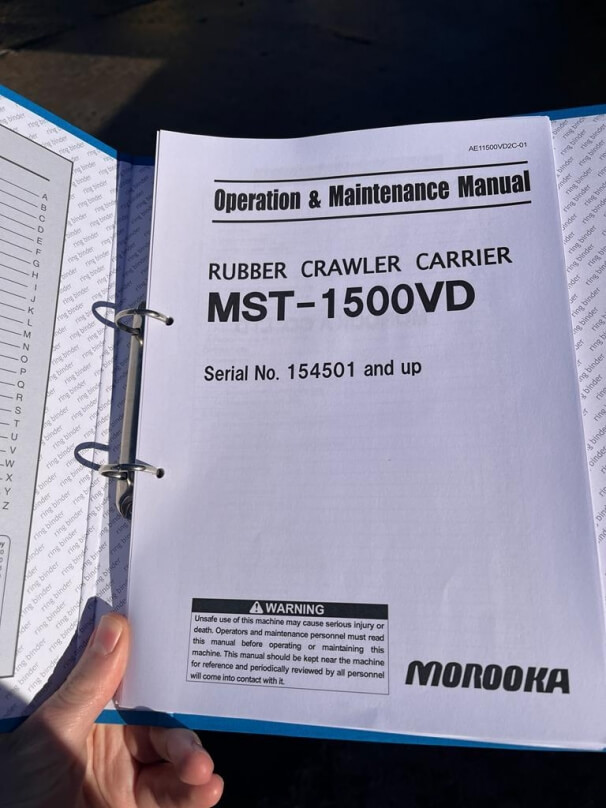 AE11500VD2C-01
Operation & Maintenance Manual
RUBBER CRAWLER CARRIER
MST-1500VD
Serial No. 154501 and up
WARNING
Unsafe use of this machine may cause serious injury or
death. Operators and maintenance personnel must read
this manual before operating or maintaining this
machine. This manual should be kept near the machine
for reference and periodically reviewed by all personnel
will come into contact with it.
MOROOKA
A
B
C
D
E
F
G
H
I
J
K
L
M
N
O
P
Q
R
S
T
U
V
W
X
Y
Z
ring binder